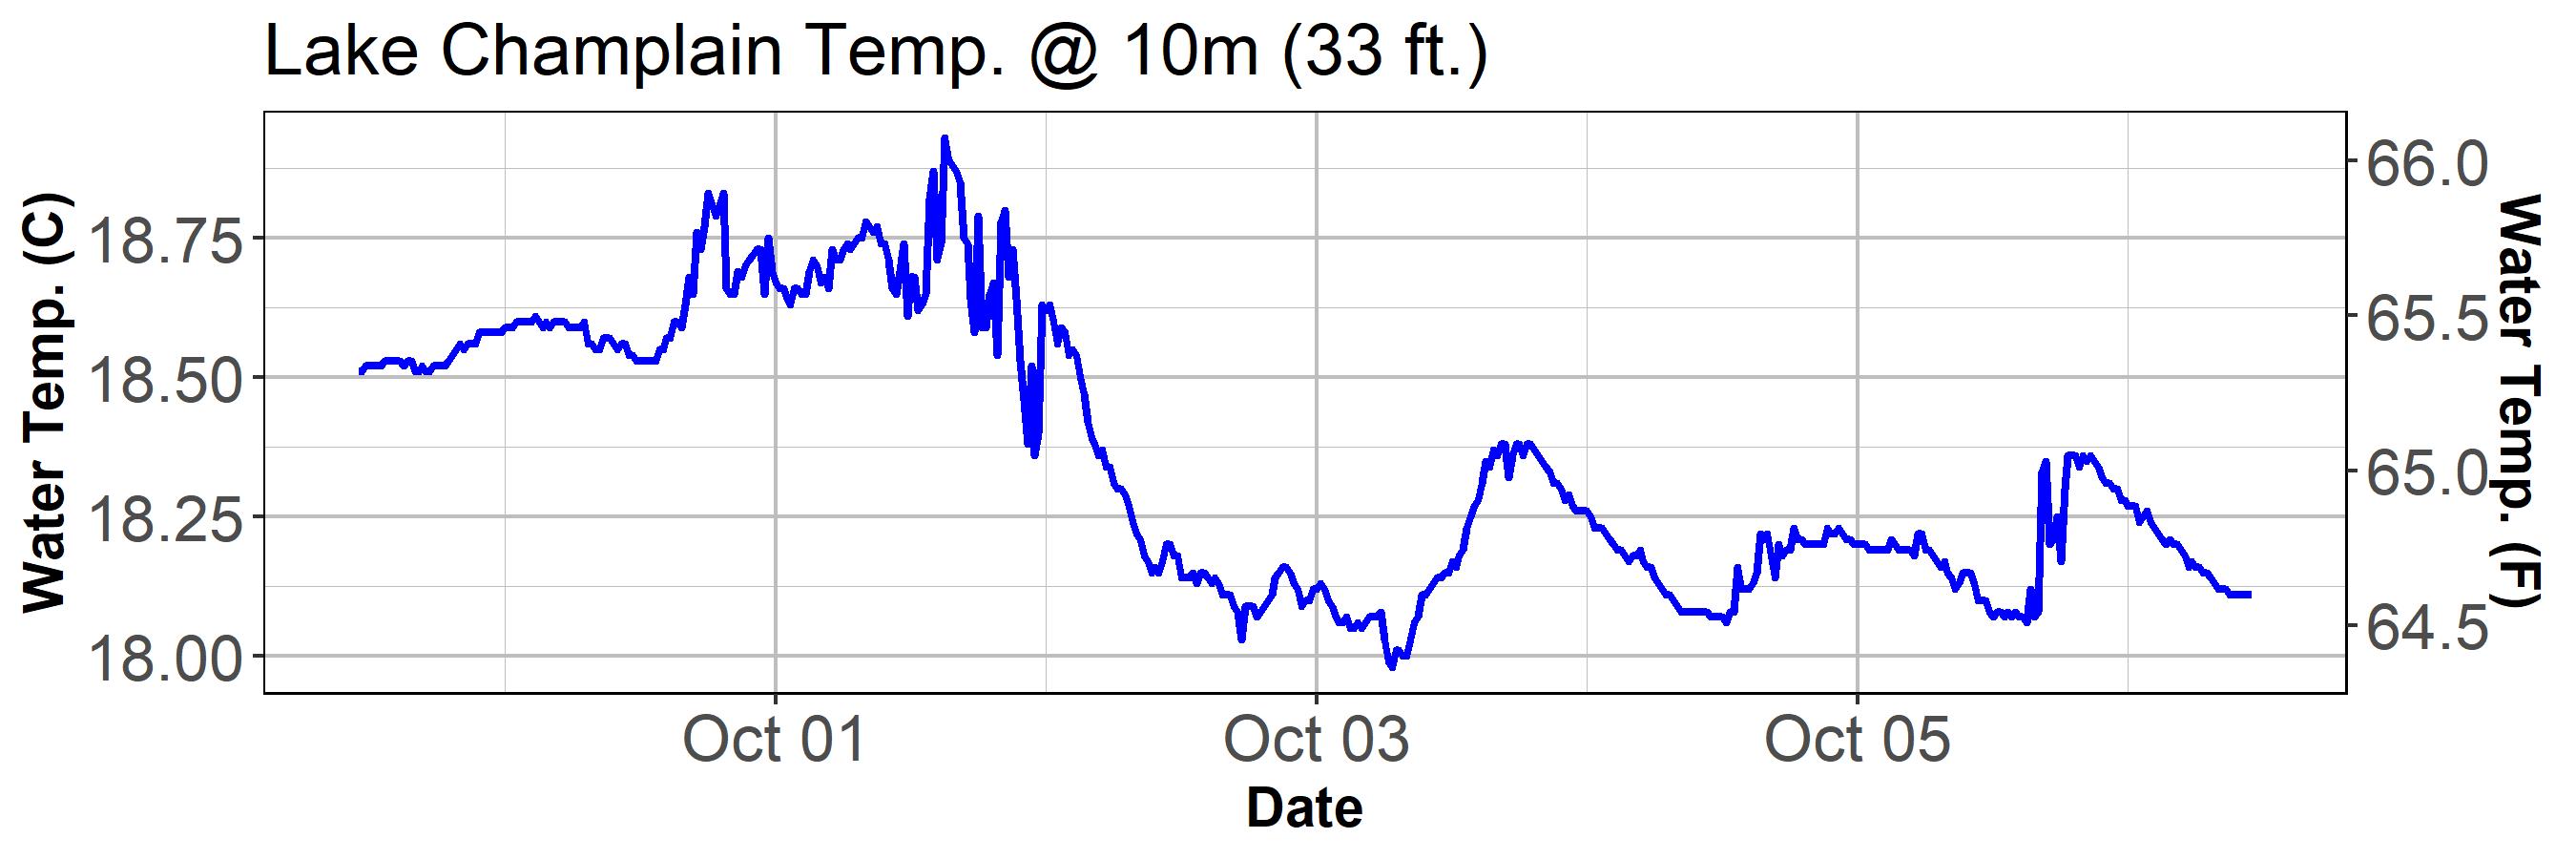 Lake Champlain Temp. @ 10m (33 ft.)
Water Temp. (C)
18.75
18.50
18.25
18.00
66.0
65.5
65.0
64.5
Water Temp. (F)
Oct 01
Oct 03
Oct 05
Date